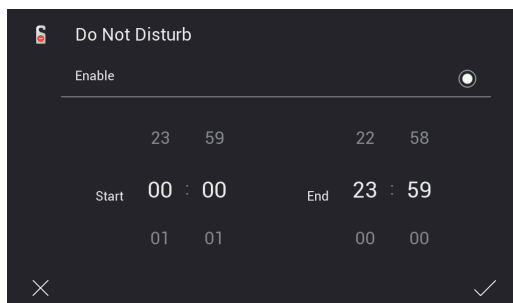 Do Not Disturb
Enable
23 59 22 58
Start 00 : 00 End 23 : 59
01 01 00 00